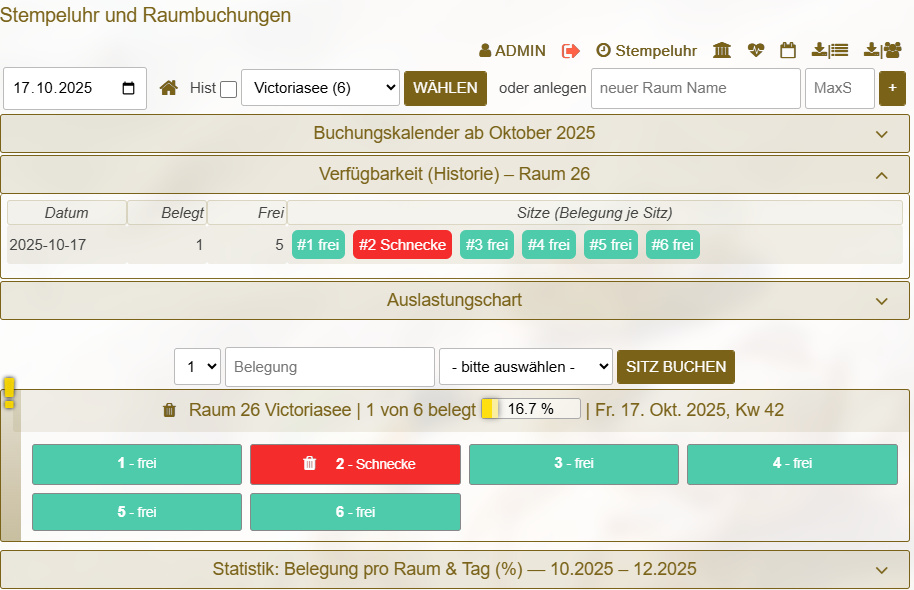 Stempeluhr und Raumbuchungen
ADMIN Stempeluhr
17.10.2025 Hist Victoriasee (6) WÄHLEN oder anlegen neuer Raum Name MaxS +
Buchungskalender ab Oktober 2025
Verfügbarkeit (Historie) – Raum 26
Datum Belegt Frei Sitze (Belegung je Sitz)
2025-10-17 1 5 #1 frei #2 Schnecke #3 frei #4 frei #5 frei #6 frei
Auslastungschart
1 Belegung - bitte auswählen - SITZ BUCHEN
Raum 26 Victoriasee | 1 von 6 belegt 16.7 % | Fr. 17. Okt. 2025, Kw 42
1 - frei 2 - Schnecke 3 - frei 4 - frei
5 - frei 6 - frei
Statistik: Belegung pro Raum & Tag (%) — 10.2025 – 12.2025